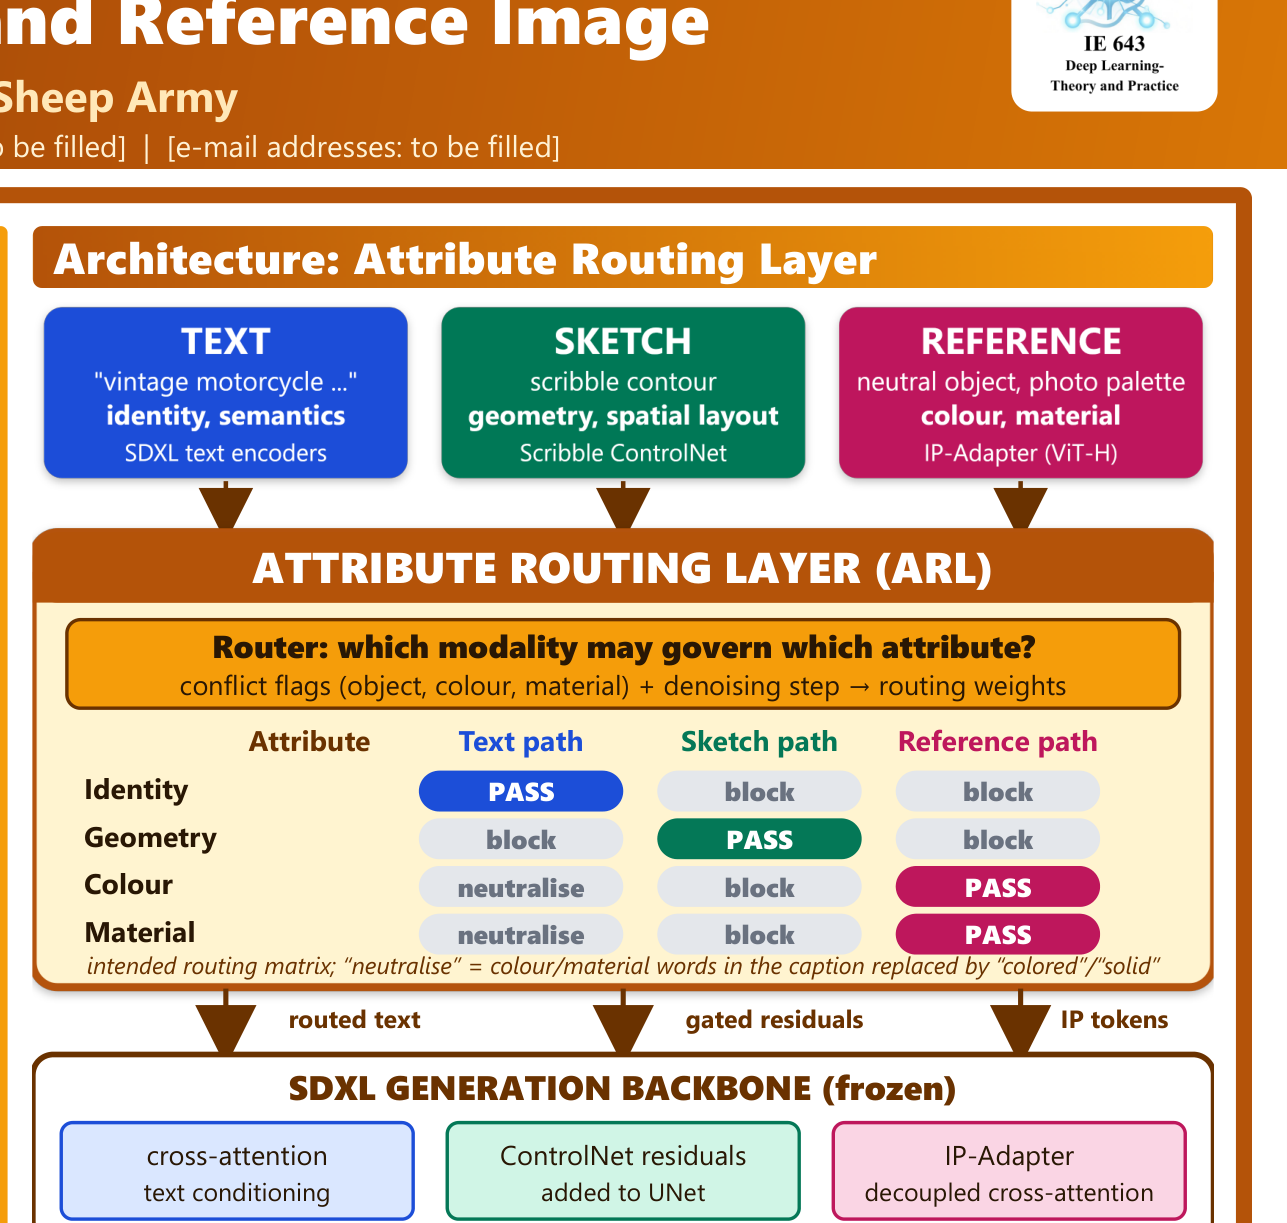 and Reference Image
Sheep Army
be filled] | [e-mail addresses: to be filled]
IE 643
Deep Learning-
Theory and Practice
Architecture: Attribute Routing Layer
TEXT
"vintage motorcycle ..."
identity, semantics
SDXL text encoders
SKETCH
scribble contour
geometry, spatial layout
Scribble ControlNet
REFERENCE
neutral object, photo palette
colour, material
IP-Adapter (ViT-H)
ATTRIBUTE ROUTING LAYER (ARL)
Router: which modality may govern which attribute?
conflict flags (object, colour, material) + denoising step → routing weights
Attribute Text path Sketch path Reference path
Identity PASS block block
Geometry block PASS block
Colour neutralise block PASS
Material neutralise block PASS
intended routing matrix; “neutralise” = colour/material words in the caption replaced by “colored”/“solid”
routed text gated residuals IP tokens
SDXL GENERATION BACKBONE (frozen)
cross-attention
text conditioning
ControlNet residuals
added to UNet
IP-Adapter
decoupled cross-attention